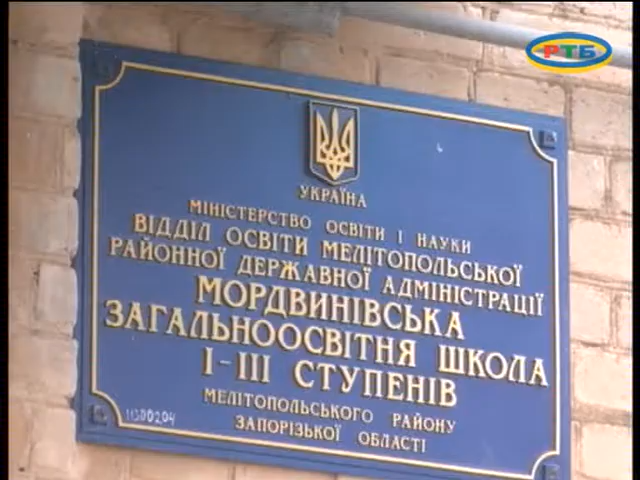 РТБ
УКРАЇНА
МІНІСТЕРСТВО ОСВІТИ І НАУКИ
ВІДДІЛ ОСВІТИ МЕЛІТОПОЛЬСЬКОЇ
РАЙОННОЇ ДЕРЖАВНОЇ АДМІНІСТРАЦІЇ
МОРДВИНІВСЬКА
ЗАГАЛЬНООСВІТНЯ ШКОЛА
І-ІІІ СТУПЕНІВ
МЕЛІТОПОЛЬСЬКОГО РАЙОНУ
ЗАПОРІЗЬКОЇ ОБЛАСТІ